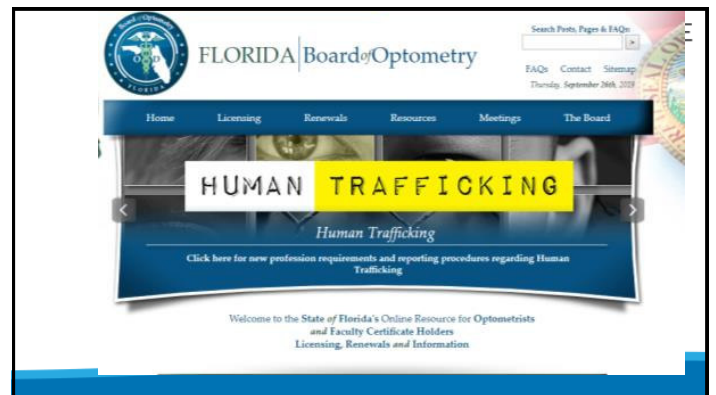 Board of Optometry
O D
FLORIDA
FLORIDA Board of Optometry
Search Posts, Pages & FAQs:
>
FAQs Contact Sitemap
Thursday, September 26th, 2019
E
SEAL OF
Home Licensing Renewals Resources Meetings The Board
HUMAN TRAFFICKING
Human Trafficking
Click here for new profession requirements and reporting procedures regarding Human
Trafficking
Welcome to the State of Florida's Online Resource for Optometrists
and Faculty Certificate Holders
Licensing, Renewals and Information